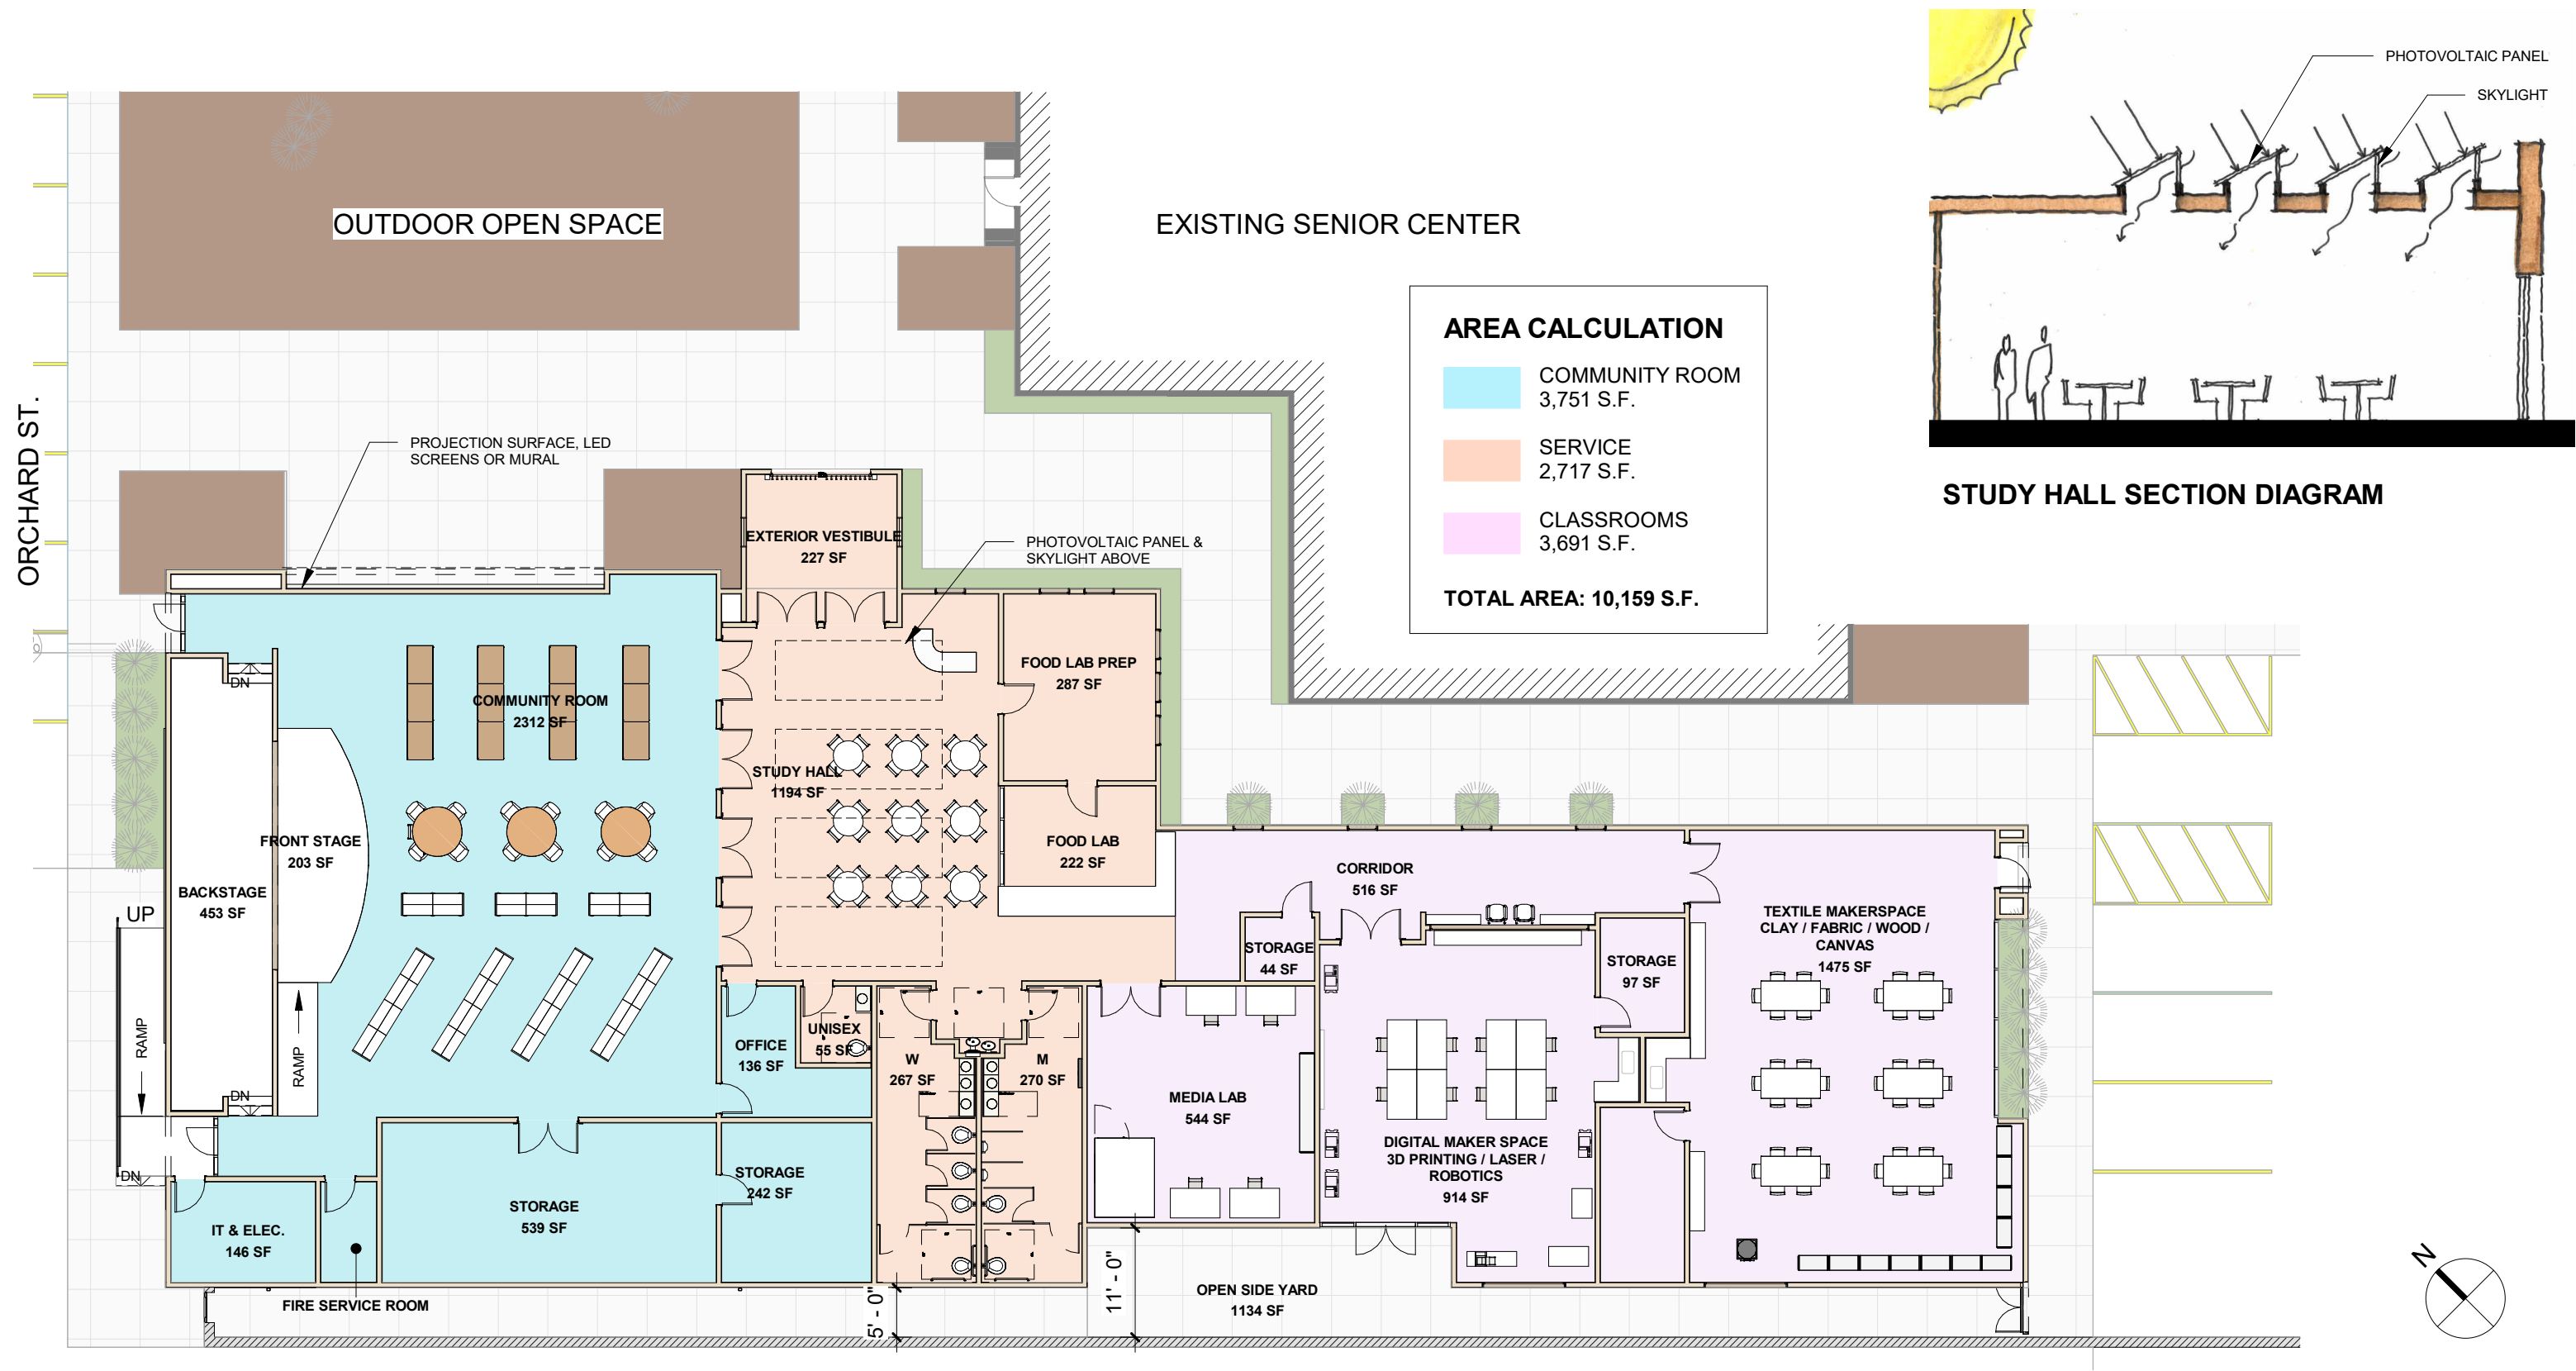 PHOTOVOLTAIC PANEL
SKYLIGHT
STUDY HALL SECTION DIAGRAM
OUTDOOR OPEN SPACE
EXISTING SENIOR CENTER
AREA CALCULATION
COMMUNITY ROOM
3,751 S.F.
SERVICE
2,717 S.F.
CLASSROOMS
3,691 S.F.
TOTAL AREA: 10,159 S.F.
ORCHARD ST.
PROJECTION SURFACE, LED
SCREENS OR MURAL
EXTERIOR VESTIBULE
227 SF
PHOTOVOLTAIC PANEL &
SKYLIGHT ABOVE
DN
COMMUNITY ROOM
2312 SF
FOOD LAB PREP
287 SF
STUDY HALL
1194 SF
FRONT STAGE
203 SF
BACKSTAGE
453 SF
FOOD LAB
222 SF
CORRIDOR
516 SF
UP
RAMP
RAMP
DN
DN
STORAGE
44 SF
STORAGE
97 SF
TEXTILE MAKERSPACE
CLAY / FABRIC / WOOD /
CANVAS
1475 SF
OFFICE
136 SF
UNISEX
55 SF
W
267 SF
M
270 SF
MEDIA LAB
544 SF
DIGITAL MAKER SPACE
3D PRINTING / LASER /
ROBOTICS
914 SF
IT & ELEC.
146 SF
STORAGE
539 SF
STORAGE
242 SF
FIRE SERVICE ROOM
5' - 0"
11' - 0"
OPEN SIDE YARD
1134 SF
N